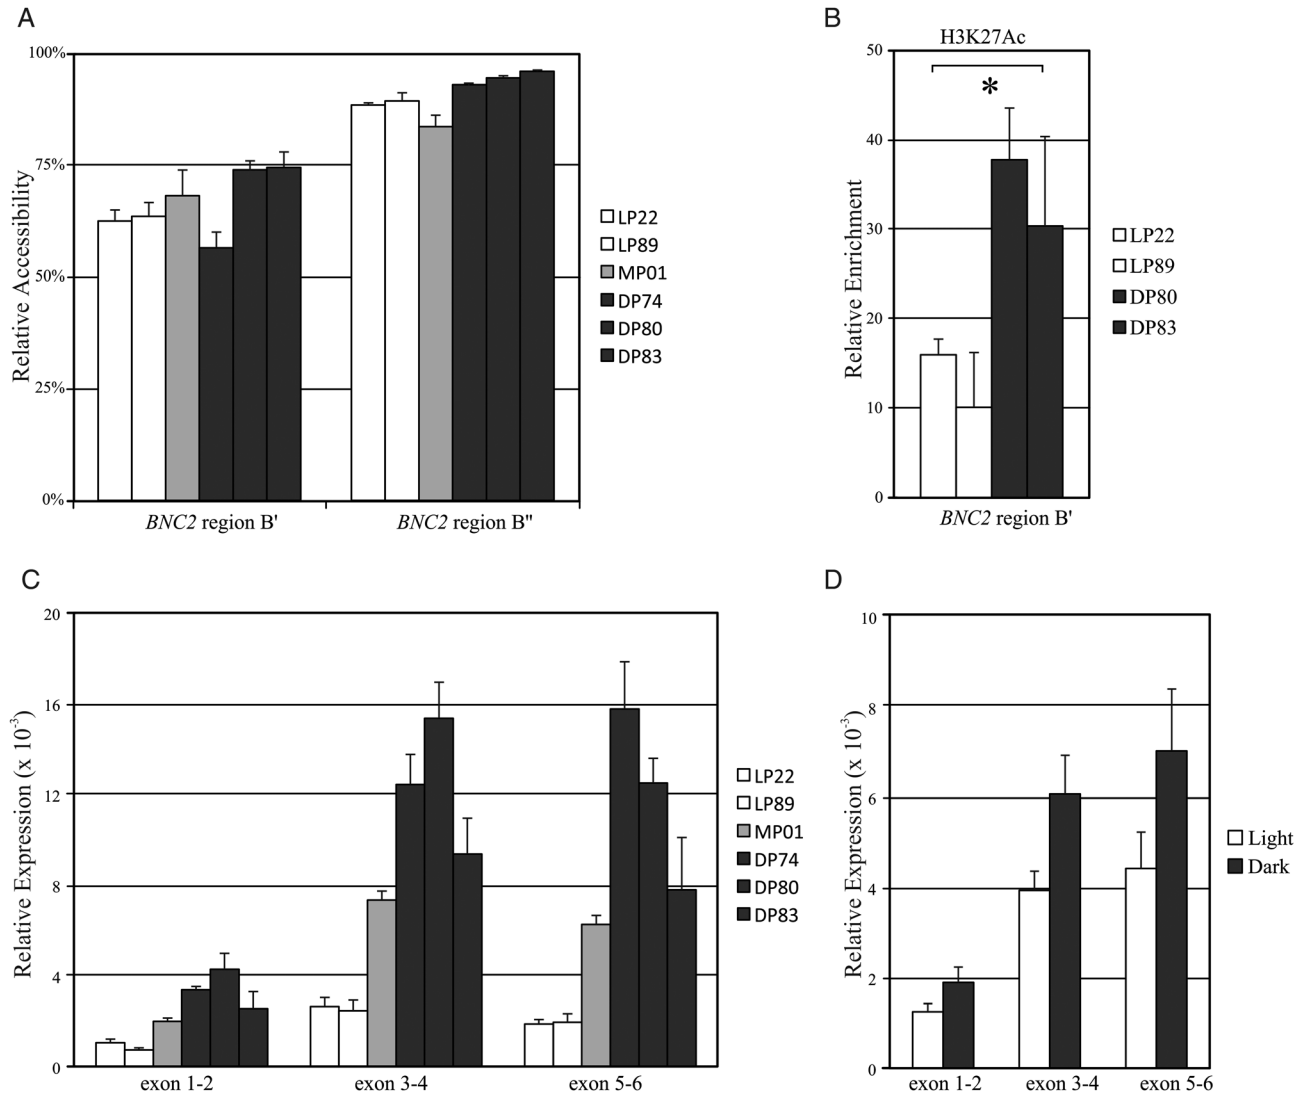 A
100%
75%
50%
25%
0%
Relative Accessibility
BNC2 region B'
BNC2 region B"
LP22
LP89
MP01
DP74
DP80
DP83
B
H3K27Ac
*
50
40
30
20
10
0
Relative Enrichment
BNC2 region B'
LP22
LP89
DP80
DP83
C
20
16
12
8
4
0
Relative Expression (x 10⁻³)
exon 1-2
exon 3-4
exon 5-6
LP22
LP89
MP01
DP74
DP80
DP83
D
10
8
6
4
2
0
Relative Expression (x 10⁻³)
exon 1-2
exon 3-4
exon 5-6
Light
Dark